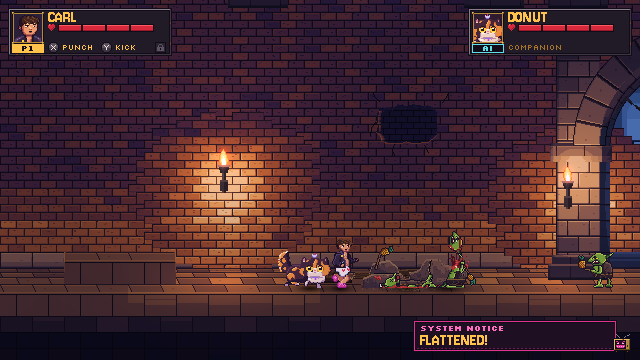 CARL
P1
X PUNCH Y KICK
DONUT
AI
COMPANION
SYSTEM NOTICE
FLATTENED!